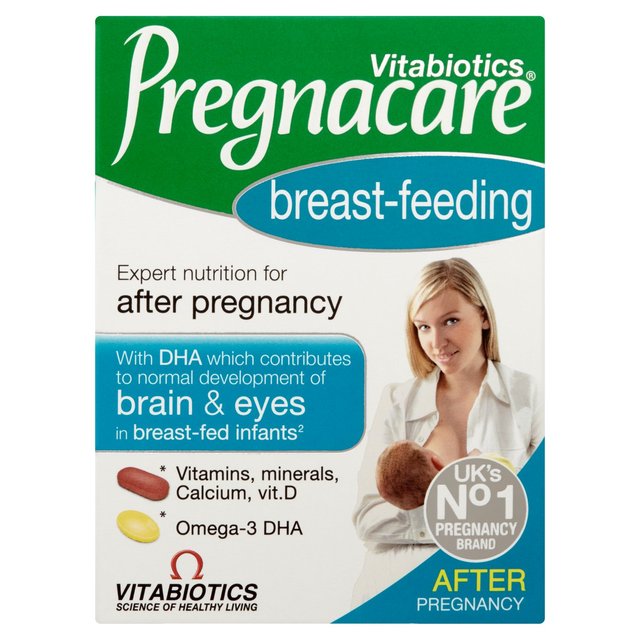 Vitabiotics
Pregnacare®
breast-feeding
Expert nutrition for
after pregnancy
With DHA which contributes
to normal development of
brain & eyes
in breast-fed infants²
* Vitamins, minerals,
Calcium, vit.D
* Omega-3 DHA
VITABIOTICS
SCIENCE OF HEALTHY LIVING
UK's
No1
PREGNANCY
BRAND
AFTER
PREGNANCY